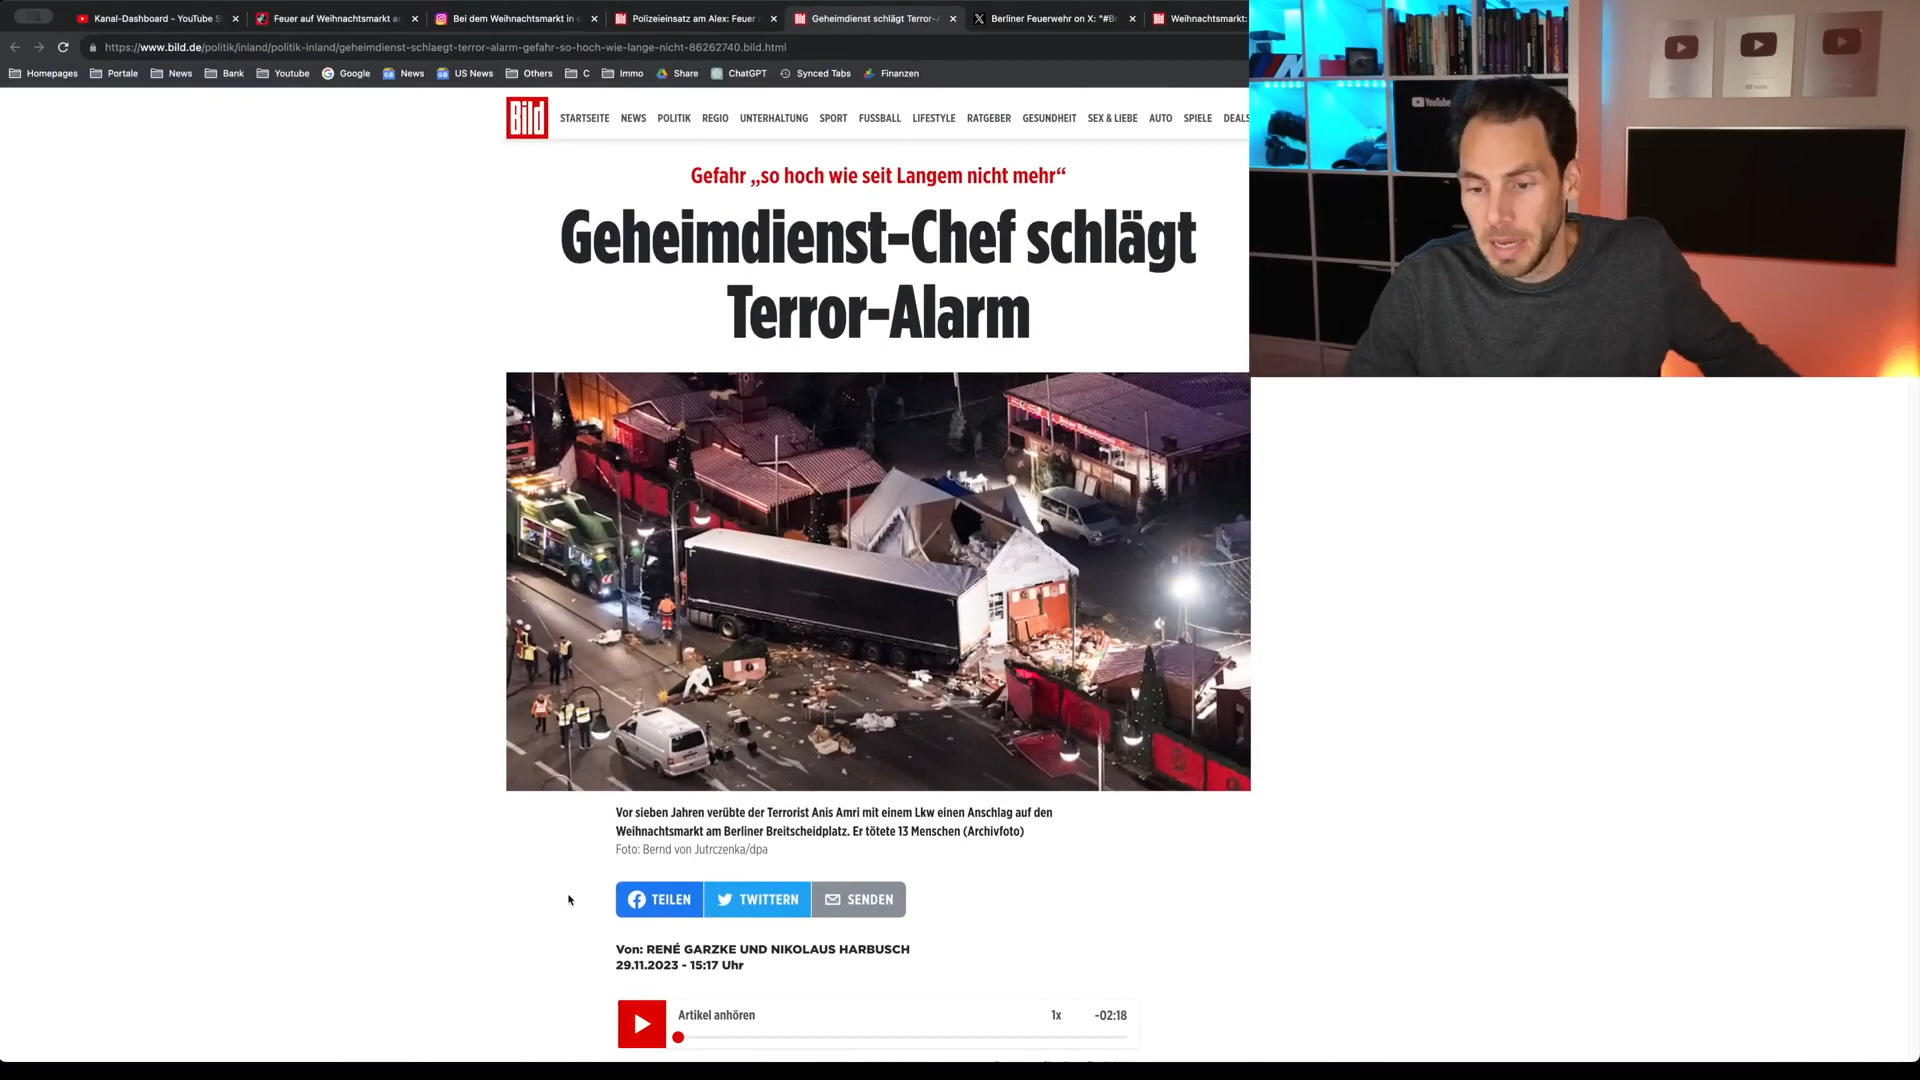 Kanal-Dashboard - YouTube S
Feuer auf Weihnachtsmarkt a
Bei dem Weihnachtsmarkt in
Polizeieinsatz am Alex: Feuer
Geheimdienst schlägt Terror-A
Berliner Feuerwehr on X: "#B
Weihnachtsmarkt:
https://www.bild.de/politik/inland/politik-inland/geheimdienst-schlaegt-terror-alarm-gefahr-so-hoch-wie-lange-nicht-86262740.bild.html
Homepages Portale News Bank Youtube Google News US News Others C Immo Share ChatGPT Synced Tabs Finanzen
Bild STARTSEITE NEWS POLITIK REGIO UNTERHALTUNG SPORT FUSSBALL LIFESTYLE RATGEBER GESUNDHEIT SEX & LIEBE AUTO SPIELE DEALS
Gefahr „so hoch wie seit Langem nicht mehr“
Geheimdienst-Chef schlägt
Terror-Alarm
YouTube
Vor sieben Jahren verübte der Terrorist Anis Amri mit einem Lkw einen Anschlag auf den
Weihnachtsmarkt am Berliner Breitscheidplatz. Er tötete 13 Menschen (Archivfoto)
Foto: Bernd von Jutrczenka/dpa
TEILEN TWITTERN SENDEN
Von: RENÉ GARZKE UND NIKOLAUS HARBUSCH
29.11.2023 - 15:17 Uhr
Artikel anhören 1x -02:18